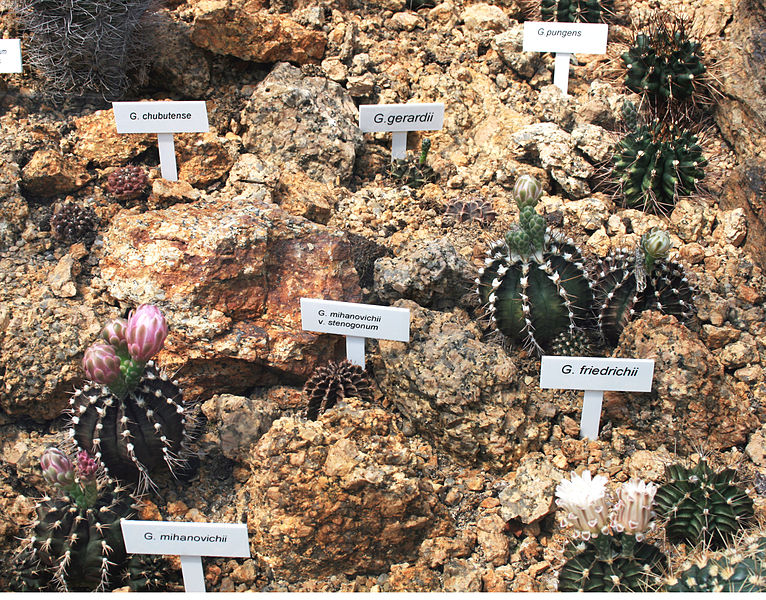 G. pungens
G. chubutense
G.gerardii
G. mihanovichii
v. stenogonum
G. friedrichii
G. mihanovichii